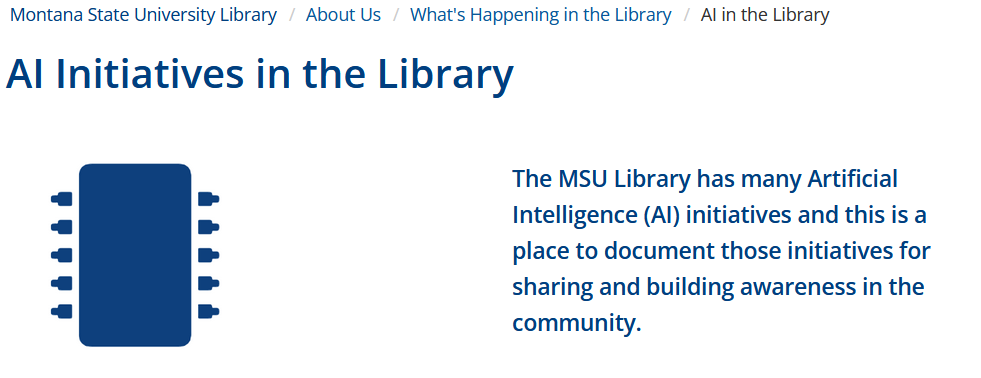 Montana State University Library / About Us / What's Happening in the Library / AI in the Library
AI Initiatives in the Library
The MSU Library has many Artificial
Intelligence (AI) initiatives and this is a
place to document those initiatives for
sharing and building awareness in the
community.